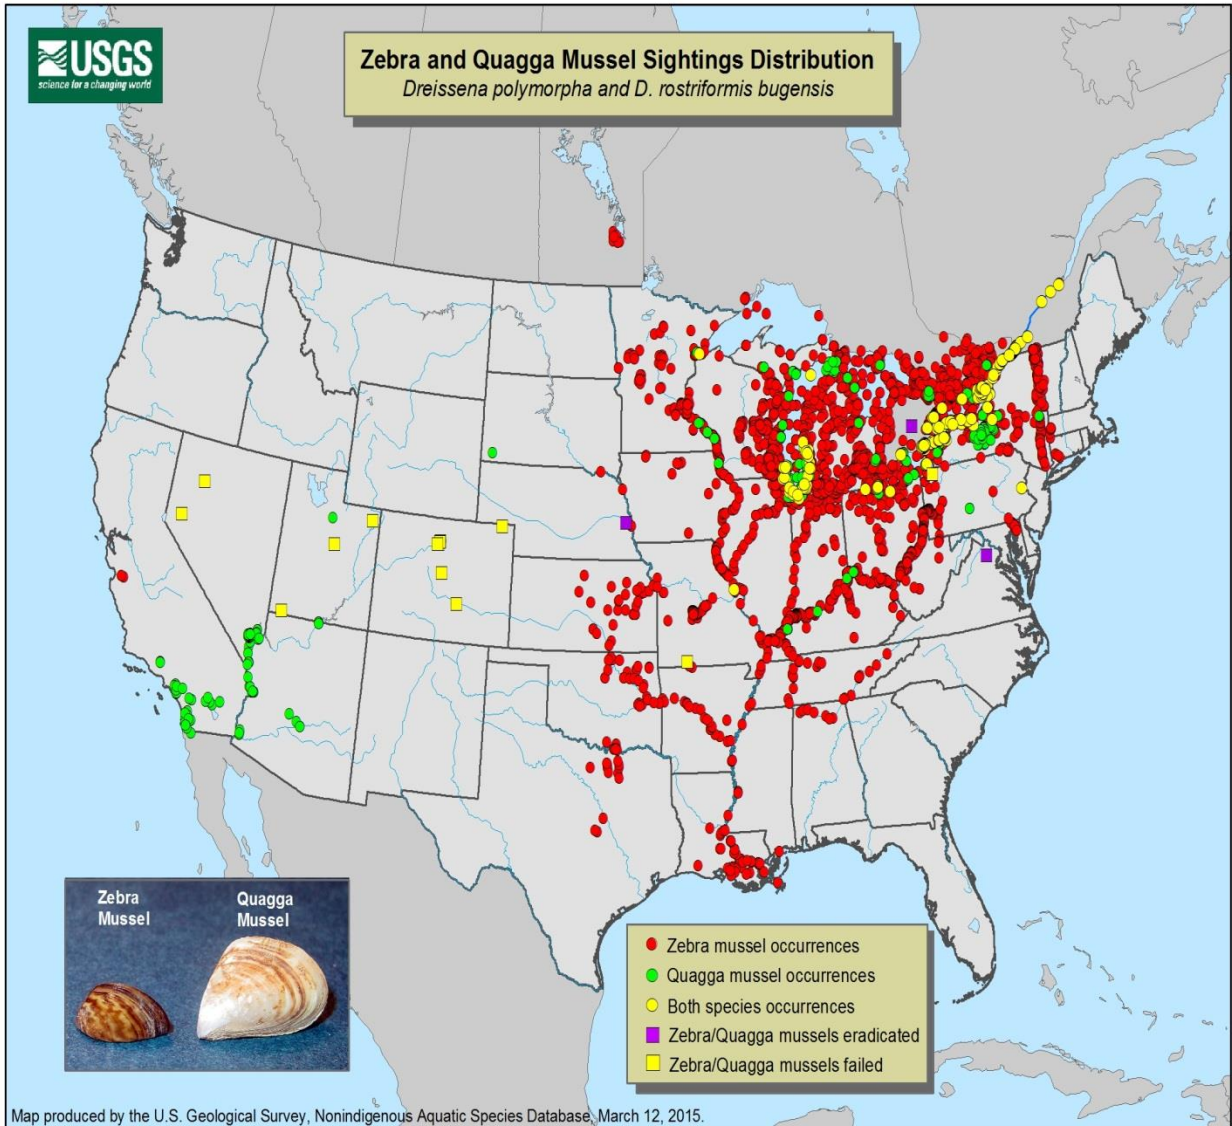 USGS
science for a changing world
Zebra and Quagga Mussel Sightings Distribution
Dreissena polymorpha and D. rostriformis bugensis
Zebra
Mussel
Quagga
Mussel
Zebra mussel occurrences
Quagga mussel occurrences
Both species occurrences
Zebra/Quagga mussels eradicated
Zebra/Quagga mussels failed
Map produced by the U.S. Geological Survey, Nonindigenous Aquatic Species Database, March 12, 2015.